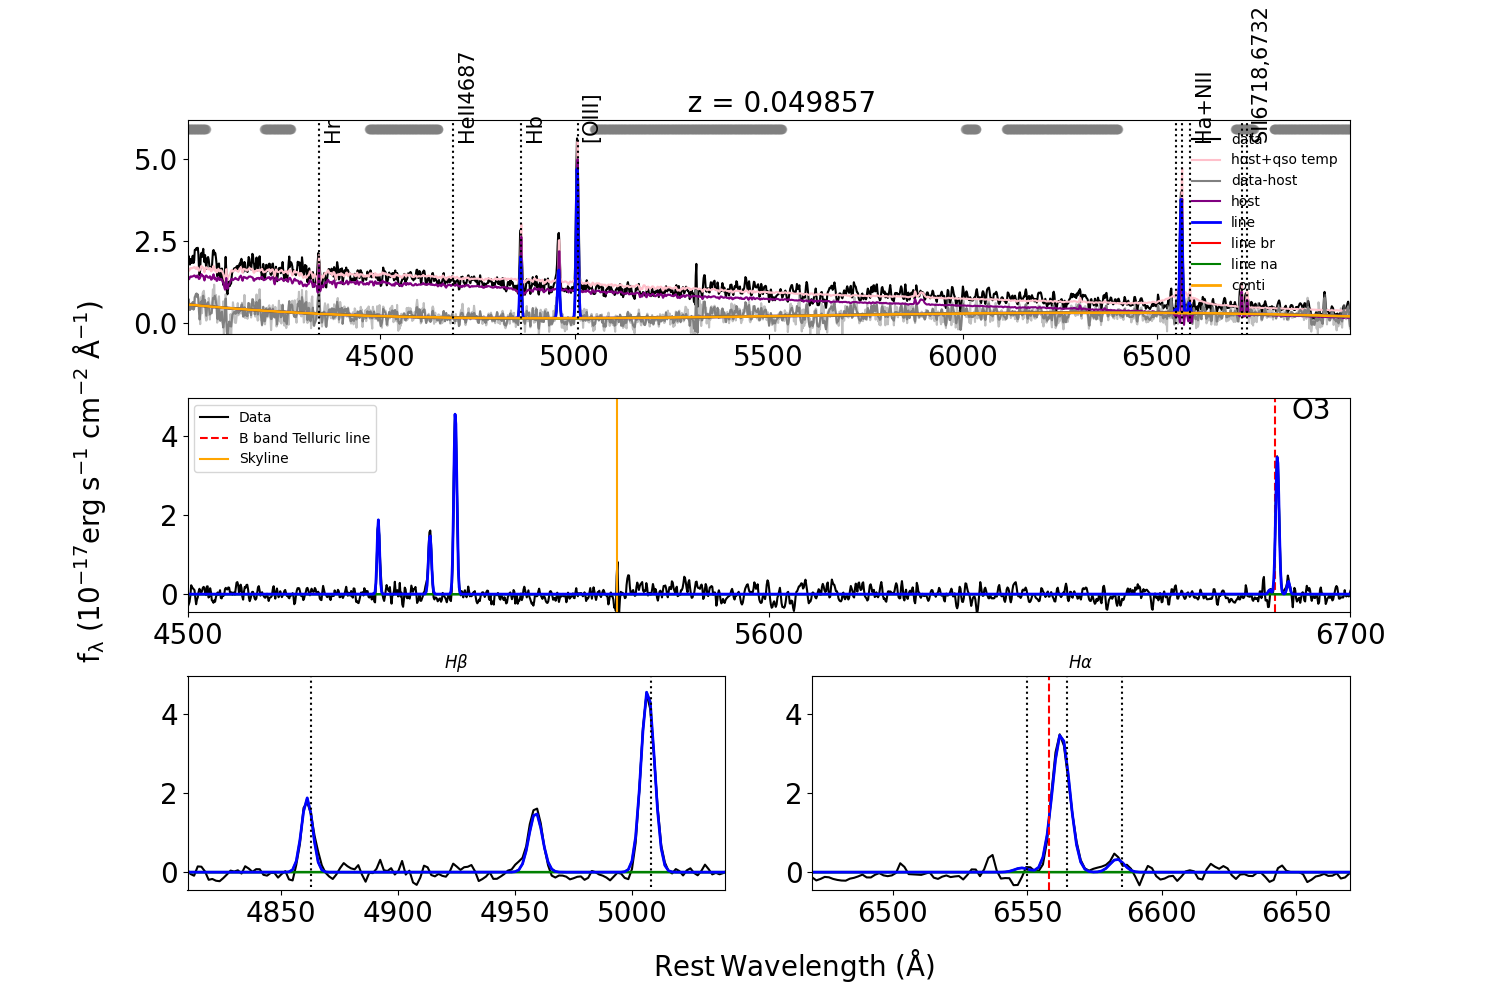 z = 0.049857
Hr
HeII4687
Hb
[OIII]
Ha+NII
SII6718,6732
data
host+qso temp
data-host
host
line
line br
line na
conti
5.0
2.5
0.0
4500
5000
5500
6000
6500
O3
Data
B band Telluric line
Skyline
4
2
0
4500
5600
6700
fλ (10⁻¹⁷erg s⁻¹ cm⁻² Å⁻¹)
Hβ
4
2
0
4850
4900
4950
5000
Hα
4
2
0
6500
6550
6600
6650
Rest Wavelength (Å)